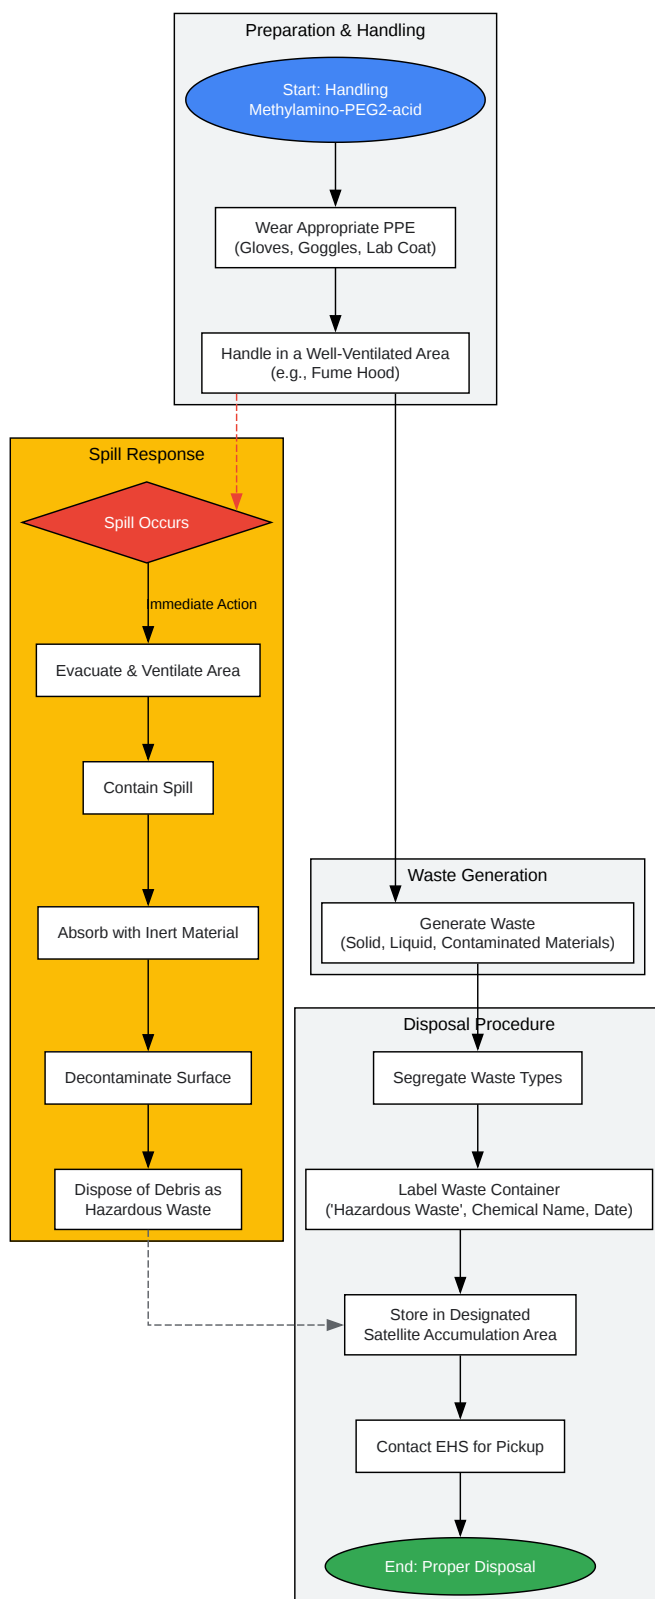 Preparation & Handling
Start: Handling
Methylamino-PEG2-acid
Wear Appropriate PPE
(Gloves, Goggles, Lab Coat)
Handle in a Well-Ventilated Area
(e.g., Fume Hood)
Spill Response
Spill Occurs
Immediate Action
Evacuate & Ventilate Area
Contain Spill
Absorb with Inert Material
Decontaminate Surface
Dispose of Debris as
Hazardous Waste
Waste Generation
Generate Waste
(Solid, Liquid, Contaminated Materials)
Disposal Procedure
Segregate Waste Types
Label Waste Container
('Hazardous Waste', Chemical Name, Date)
Store in Designated
Satellite Accumulation Area
Contact EHS for Pickup
End: Proper Disposal